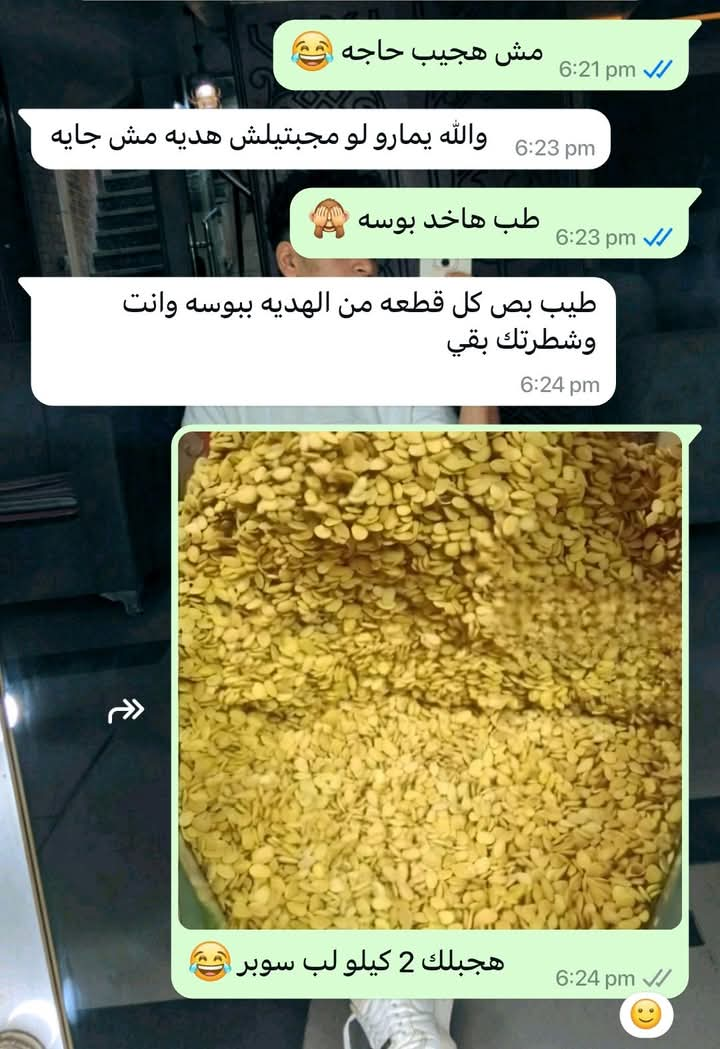 مش هجيب حاجه 😂
6:21 pm
والله يمارو لو مجبتيلش هديه مش جايه
6:23 pm
طب هاخد بوسه 🙈
6:23 pm
طيب بص كل قطعه من الهديه ببوسه وانت
وشطرتك بقي
6:24 pm
هجبلك 2 كيلو لب سوبر 😂
6:24 pm
🙂